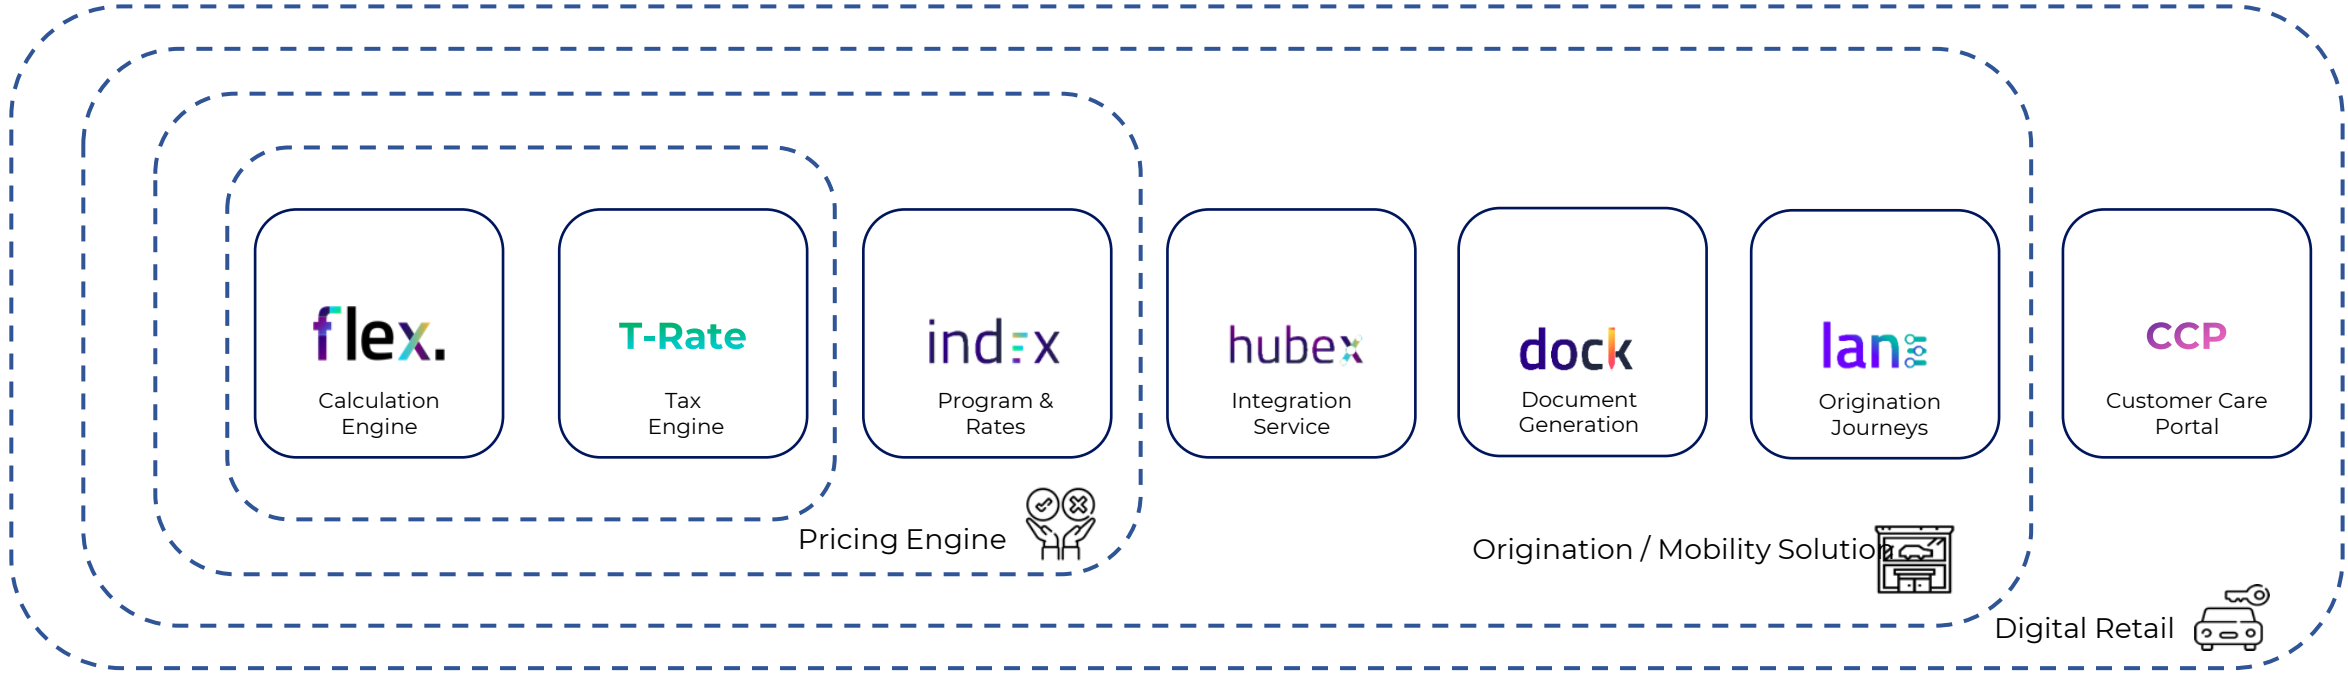 flex.
Calculation
Engine
T-Rate
Tax
Engine
index
Program &
Rates
hubex
Integration
Service
dock
Document
Generation
lane
Origination
Journeys
CCP
Customer Care
Portal
Pricing Engine
Origination / Mobility Solution
Digital Retail